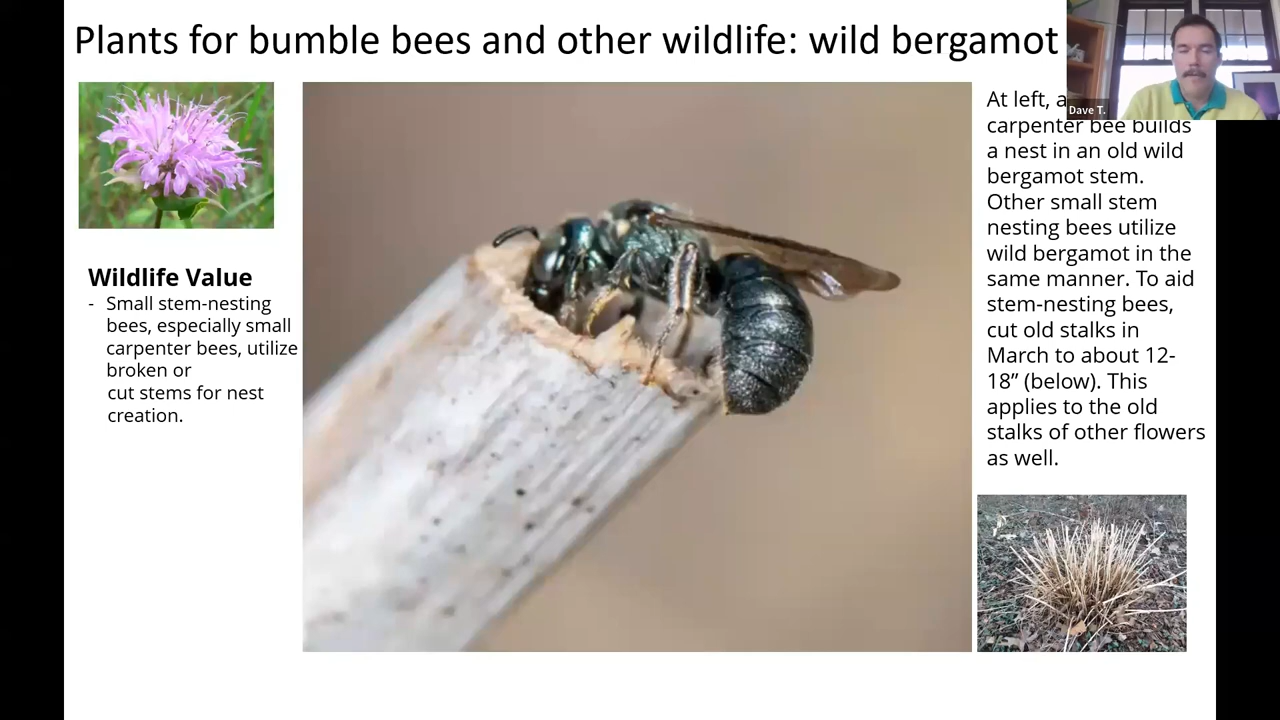 Plants for bumble bees and other wildlife: wild bergamot
Dave T.
Wildlife Value
- Small stem-nesting
bees, especially small
carpenter bees, utilize
broken or
cut stems for nest
creation.
At left, a
carpenter bee builds
a nest in an old wild
bergamot stem.
Other small stem
nesting bees utilize
wild bergamot in the
same manner. To aid
stem-nesting bees,
cut old stalks in
March to about 12-
18” (below). This
applies to the old
stalks of other flowers
as well.